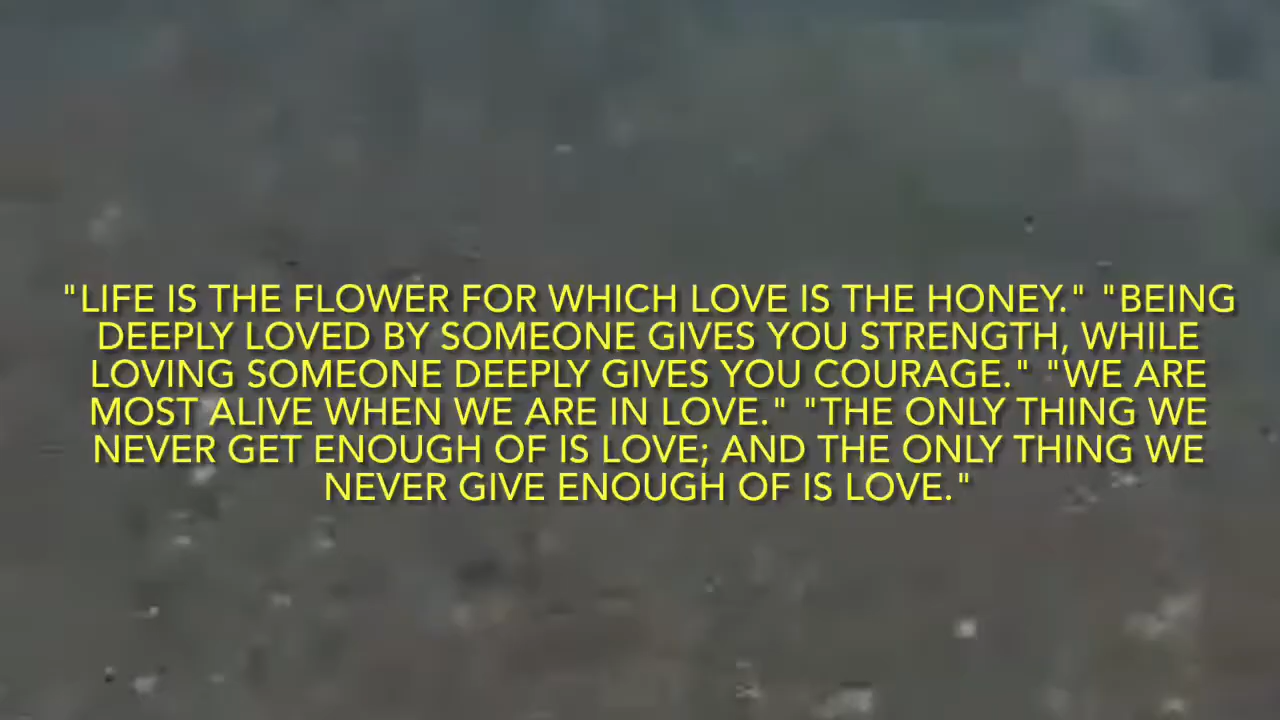 "LIFE IS THE FLOWER FOR WHICH LOVE IS THE HONEY." "BEING
DEEPLY LOVED BY SOMEONE GIVES YOU STRENGTH, WHILE
LOVING SOMEONE DEEPLY GIVES YOU COURAGE." "WE ARE
MOST ALIVE WHEN WE ARE IN LOVE." "THE ONLY THING WE
NEVER GET ENOUGH OF IS LOVE; AND THE ONLY THING WE
NEVER GIVE ENOUGH OF IS LOVE."